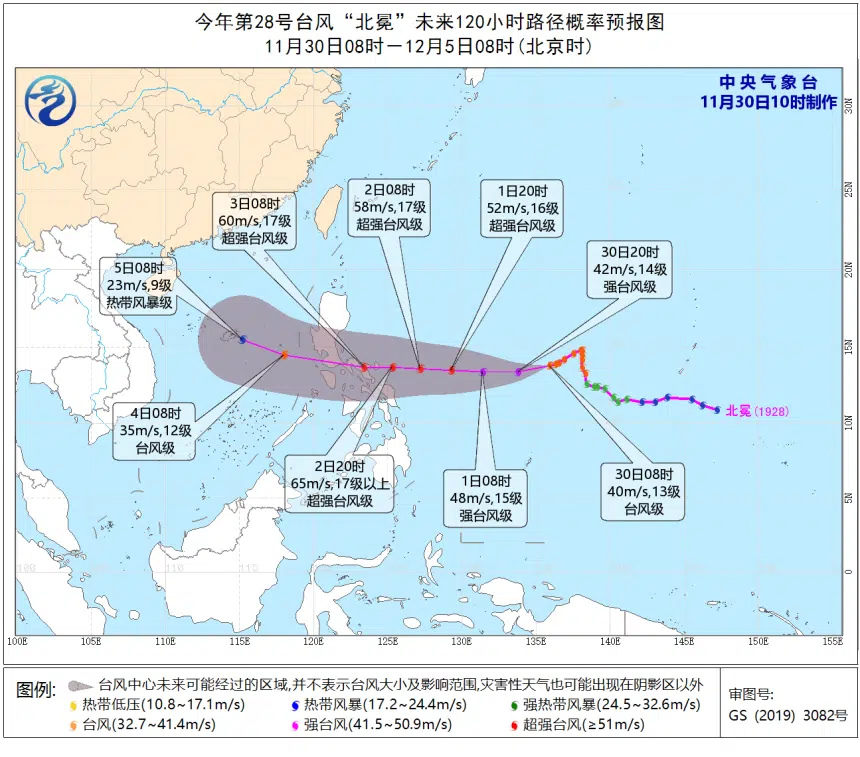 今年第28号台风“北冕”未来120小时路径概率预报图
11月30日08时－12月5日08时(北京时)
中央气象台
11月30日10时制作
30N
25N
20N
15N
10N
5N
0
2日08时
58m/s,17级
超强台风级
1日20时
52m/s,16级
超强台风级
3日08时
60m/s,17级
超强台风级
30日20时
42m/s,14级
强台风级
5日08时
23m/s,9级
热带风暴级
4日08时
35m/s,12级
台风级
北冕(1928)
2日20时
65m/s,17级以上
超强台风级
1日08时
48m/s,15级
强台风级
30日08时
40m/s,13级
台风级
100E
105E
110E
115E
120E
125E
130E
135E
140E
145E
150E
155E
图例:
台风中心未来可能经过的区域,并不表示台风大小及影响范围,灾害性天气也可能出现在阴影区以外
热带低压(10.8~17.1m/s)
热带风暴(17.2~24.4m/s)
强热带风暴(24.5~32.6m/s)
台风(32.7~41.4m/s)
强台风(41.5~50.9m/s)
超强台风(≥51m/s)
审图号:
GS (2019) 3082号